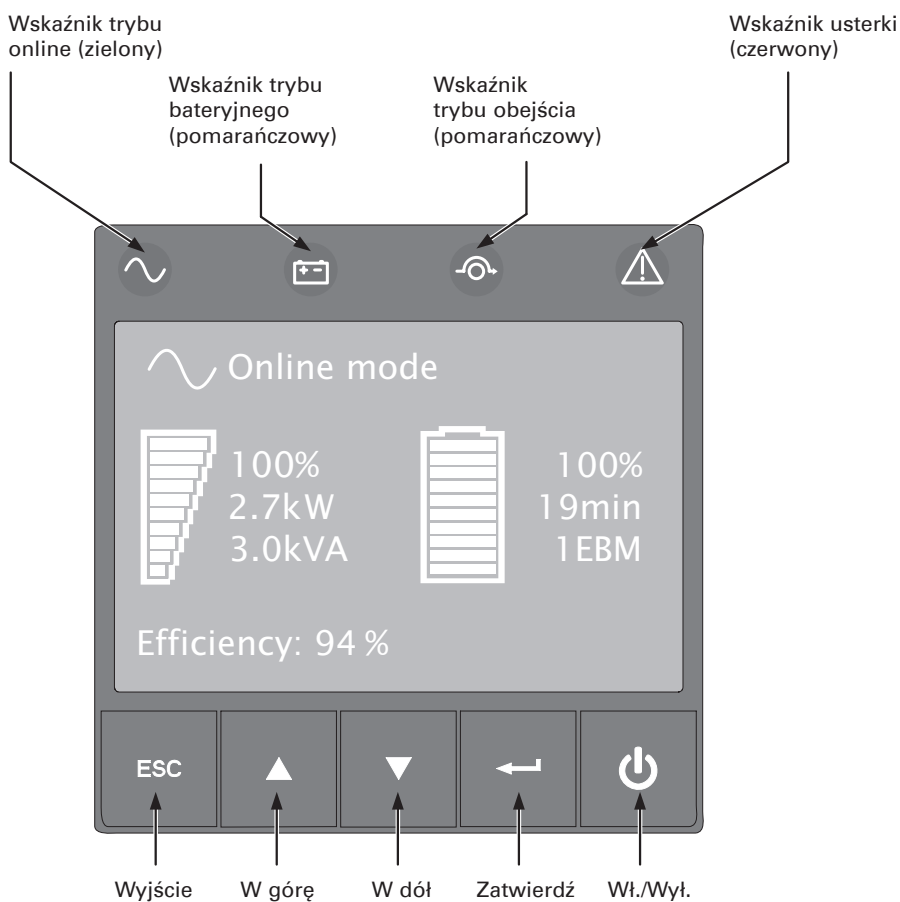 Wskaźnik trybu
online (zielony)
Wskaźnik usterki
(czerwony)
Wskaźnik trybu
bateryjnego
(pomarańczowy)
Wskaźnik
trybu obejścia
(pomarańczowy)
Online mode
100%
2.7kW
3.0kVA
100%
19min
1EBM
Efficiency: 94 %
ESC
Wyjście
W górę
W dół
Zatwierdź
Wł./Wył.